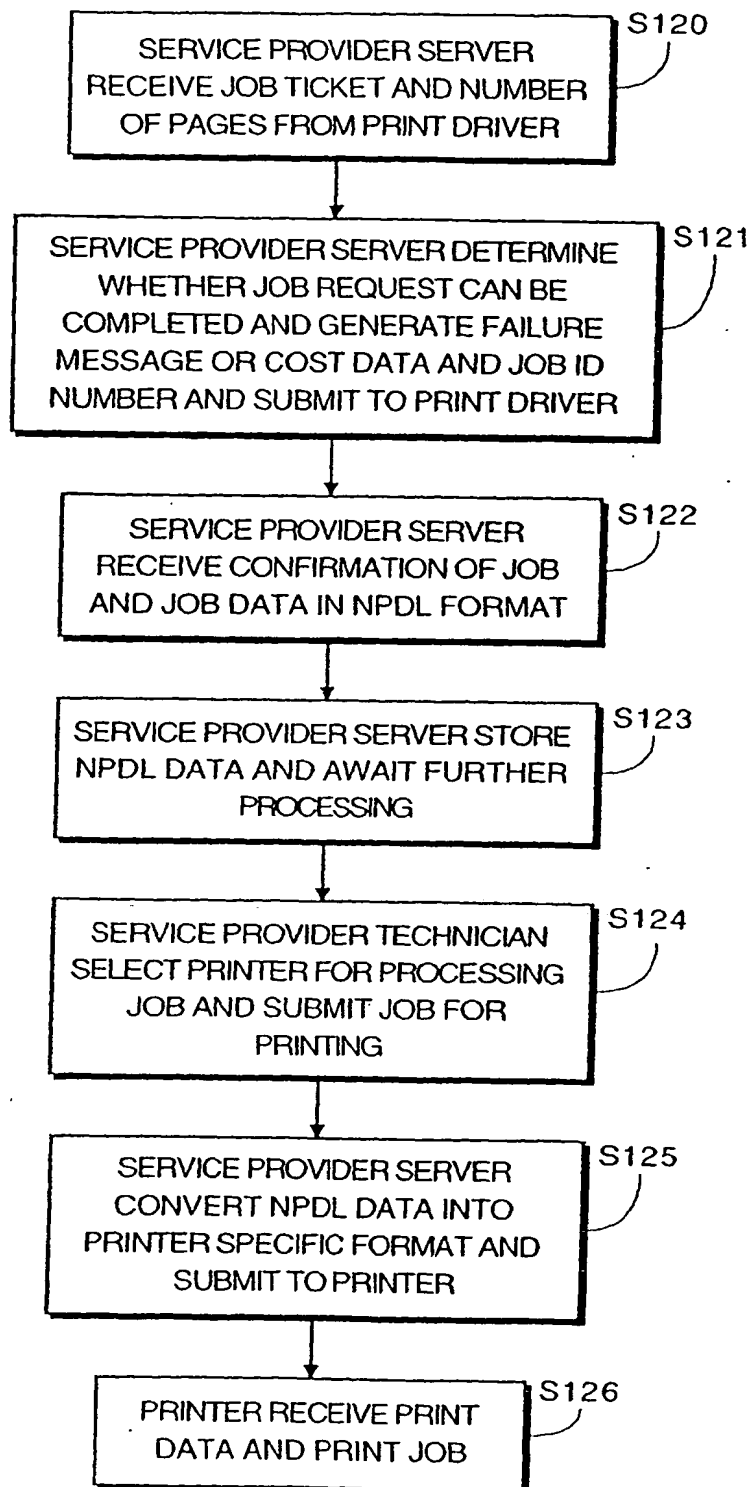 S120
SERVICE PROVIDER SERVER
RECEIVE JOB TICKET AND NUMBER
OF PAGES FROM PRINT DRIVER
S121
SERVICE PROVIDER SERVER DETERMINE
WHETHER JOB REQUEST CAN BE
COMPLETED AND GENERATE FAILURE
MESSAGE OR COST DATA AND JOB ID
NUMBER AND SUBMIT TO PRINT DRIVER
S122
SERVICE PROVIDER SERVER
RECEIVE CONFIRMATION OF JOB
AND JOB DATA IN NPDL FORMAT
S123
SERVICE PROVIDER SERVER STORE
NPDL DATA AND AWAIT FURTHER
PROCESSING
S124
SERVICE PROVIDER TECHNICIAN
SELECT PRINTER FOR PROCESSING
JOB AND SUBMIT JOB FOR
PRINTING
S125
SERVICE PROVIDER SERVER
CONVERT NPDL DATA INTO
PRINTER SPECIFIC FORMAT AND
SUBMIT TO PRINTER
S126
PRINTER RECEIVE PRINT
DATA AND PRINT JOB